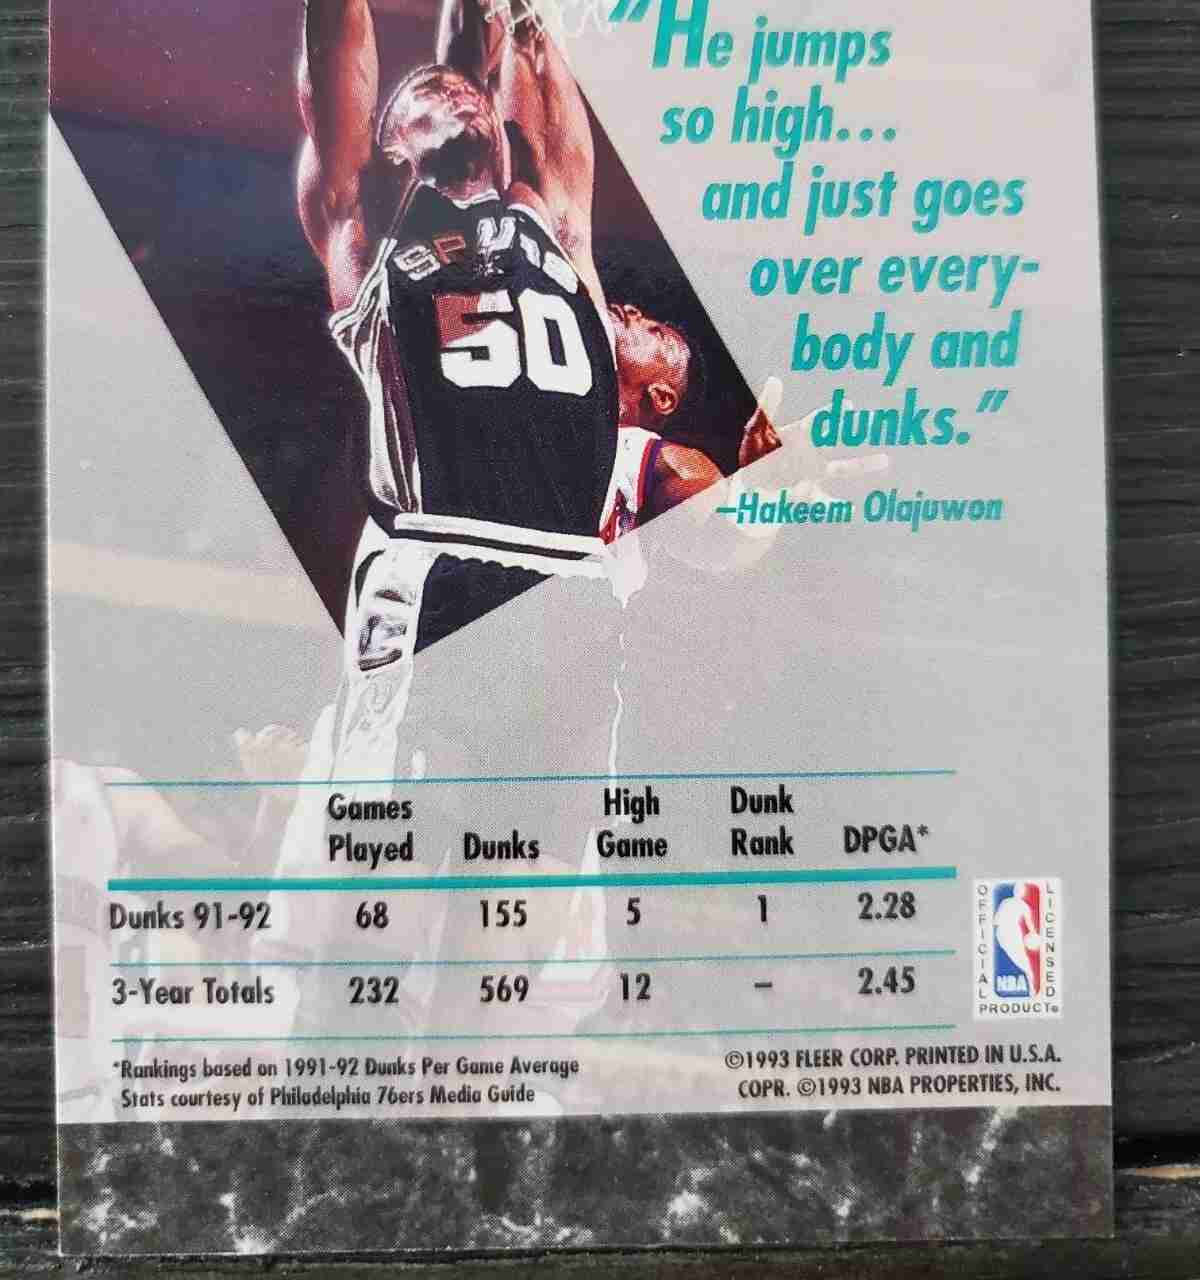 "He jumps
so high...
and just goes
over every-
body and
dunks."
–Hakeem Olajuwon
SPURS
50
Games Played Dunks High Game Dunk Rank DPGA*
Dunks 91-92 68 155 5 1 2.28
3-Year Totals 232 569 12 – 2.45
OFFICIAL LICENSED
NBA
PRODUCT®
*Rankings based on 1991-92 Dunks Per Game Average
Stats courtesy of Philadelphia 76ers Media Guide
©1993 FLEER CORP. PRINTED IN U.S.A.
COPR. ©1993 NBA PROPERTIES, INC.